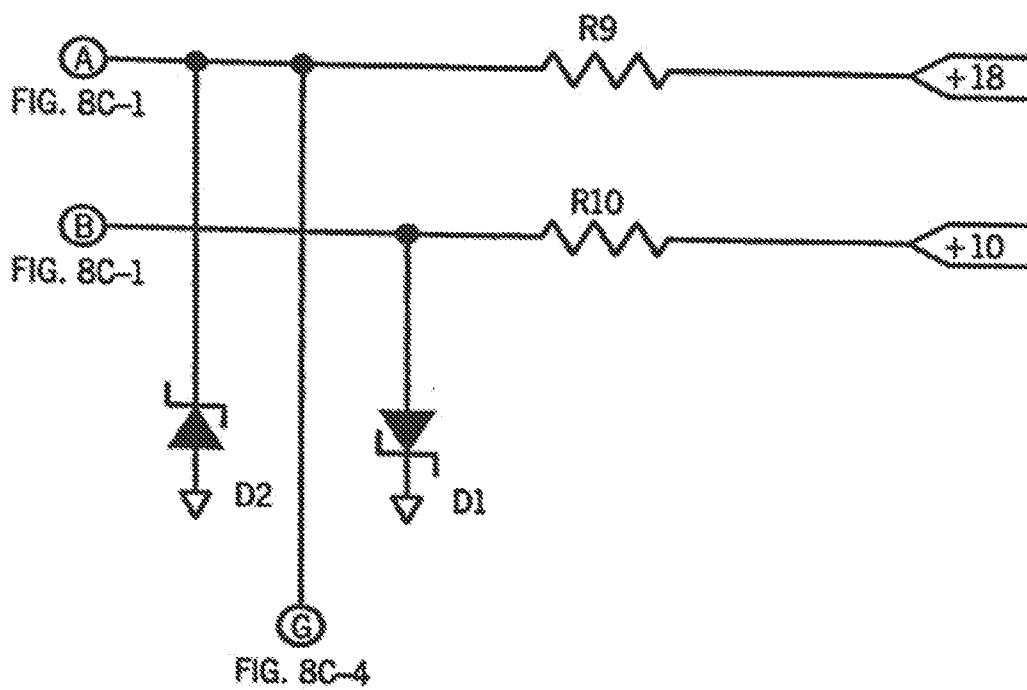 R9
A
+18
FIG. 8C-1
R10
B
+10
FIG. 8C-1
D2
D1
G
FIG. 8C-4